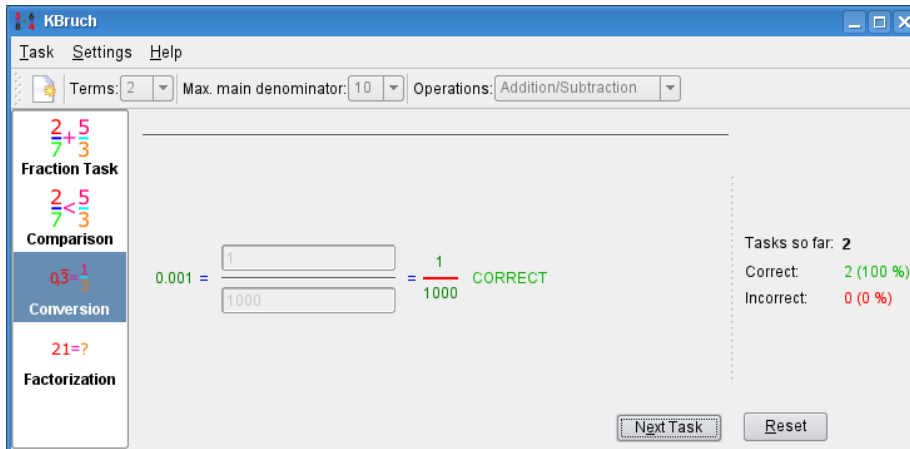 KBruch
Task Settings Help
Terms: 2 Max. main denominator: 10 Operations: Addition/Subtraction
2/7+5/3
Fraction Task
2/7<5/3
Comparison
0,3̅=1/3
Conversion
21=?
Factorization
0.001 = 1/1000 = 1/1000 CORRECT
Tasks so far: 2
Correct: 2 (100 %)
Incorrect: 0 (0 %)
Next Task Reset